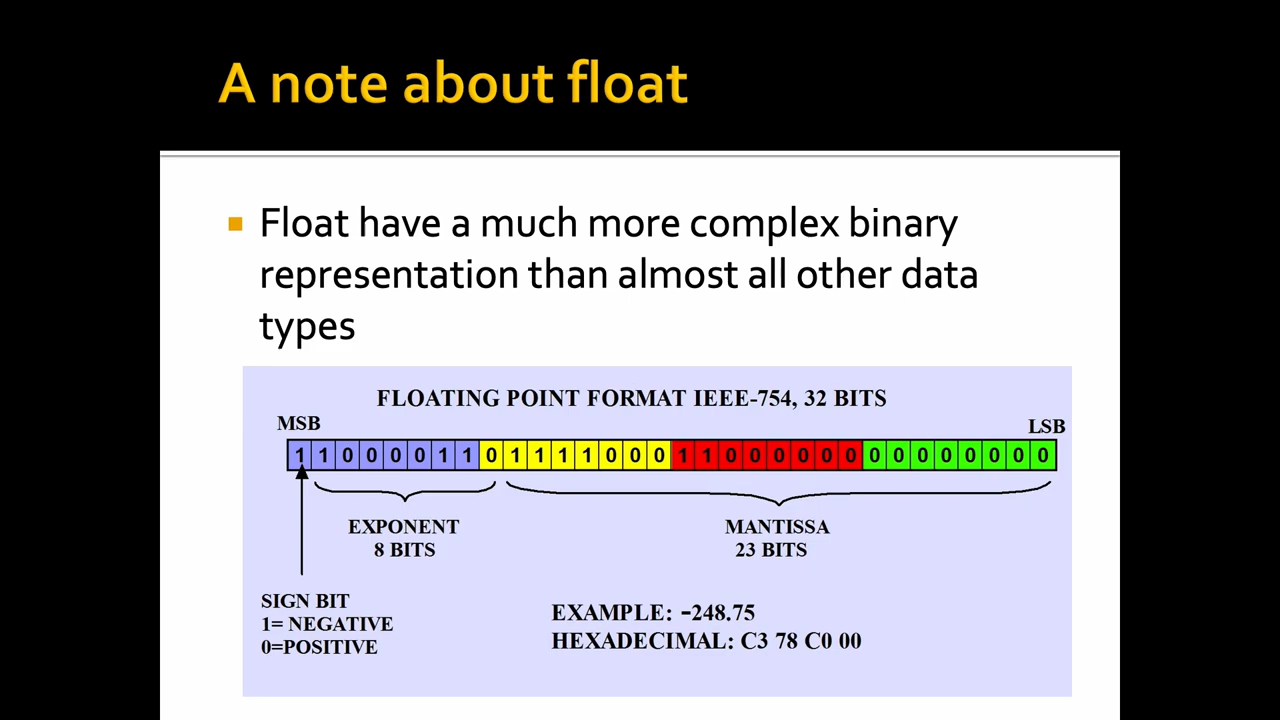 A note about float
Float have a much more complex binary
representation than almost all other data
types
FLOATING POINT FORMAT IEEE-754, 32 BITS
MSB
LSB
1 1 0 0 0 0 1 1 0 1 1 1 1 0 0 0 1 1 0 0 0 0 0 0 0 0 0 0 0 0 0 0
EXPONENT
8 BITS
MANTISSA
23 BITS
SIGN BIT
1= NEGATIVE
0=POSITIVE
EXAMPLE: -248.75
HEXADECIMAL: C3 78 C0 00